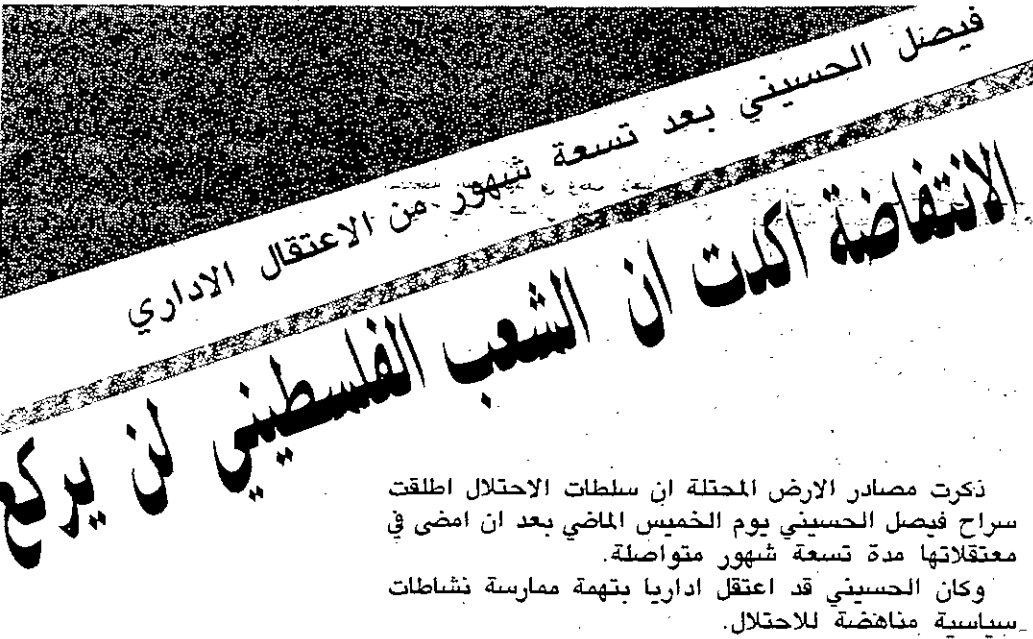 فيصل الحسيني بعد تسعة شهور من الاعتقال الاداري
الانتفاضة اكدت ان الشعب الفلسطيني لن يركع
ذكرت مصادر الارض المحتلة ان سلطات الاحتلال اطلقت
سراح فيصل الحسيني يوم الخميس الماضي بعد ان امضى في
معتقلاتها مدة تسعة شهور متواصلة.
وكان الحسيني قد اعتقل اداريا بتهمة ممارسة نشاطات
سياسية مناهضة للاحتلال.